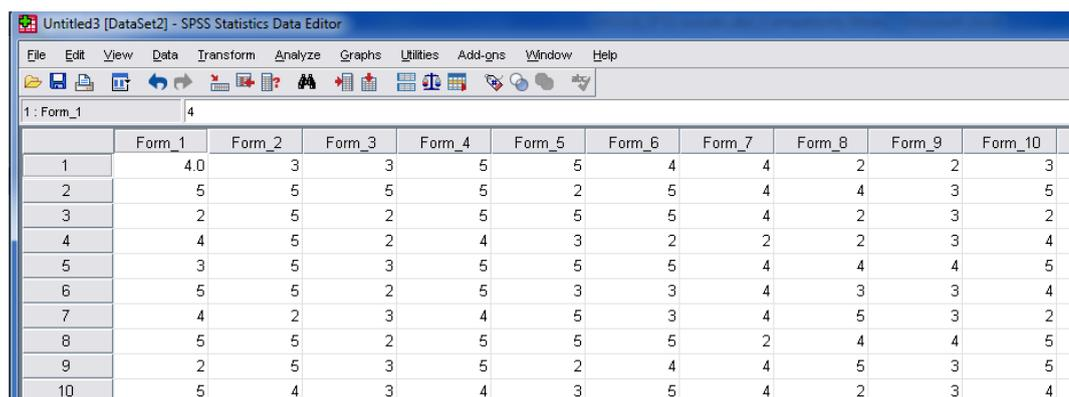 Untitled3 [DataSet2] - SPSS Statistics Data Editor
File Edit View Data Transform Analyze Graphs Utilities Add-ons Window Help
1 : Form_1 4
Form_1 Form_2 Form_3 Form_4 Form_5 Form_6 Form_7 Form_8 Form_9 Form_10
1 4.0 3 3 5 5 4 4 2 2 3
2 5 5 5 5 2 5 4 4 3 5
3 2 5 2 5 5 5 4 2 3 2
4 4 5 2 4 3 2 2 2 3 4
5 3 5 3 5 5 5 4 4 4 5
6 5 5 2 5 3 3 4 3 3 4
7 4 2 3 4 5 3 4 5 3 2
8 5 5 2 5 5 5 2 4 4 5
9 2 5 3 5 2 4 4 5 3 5
10 5 4 3 4 3 5 4 2 3 4